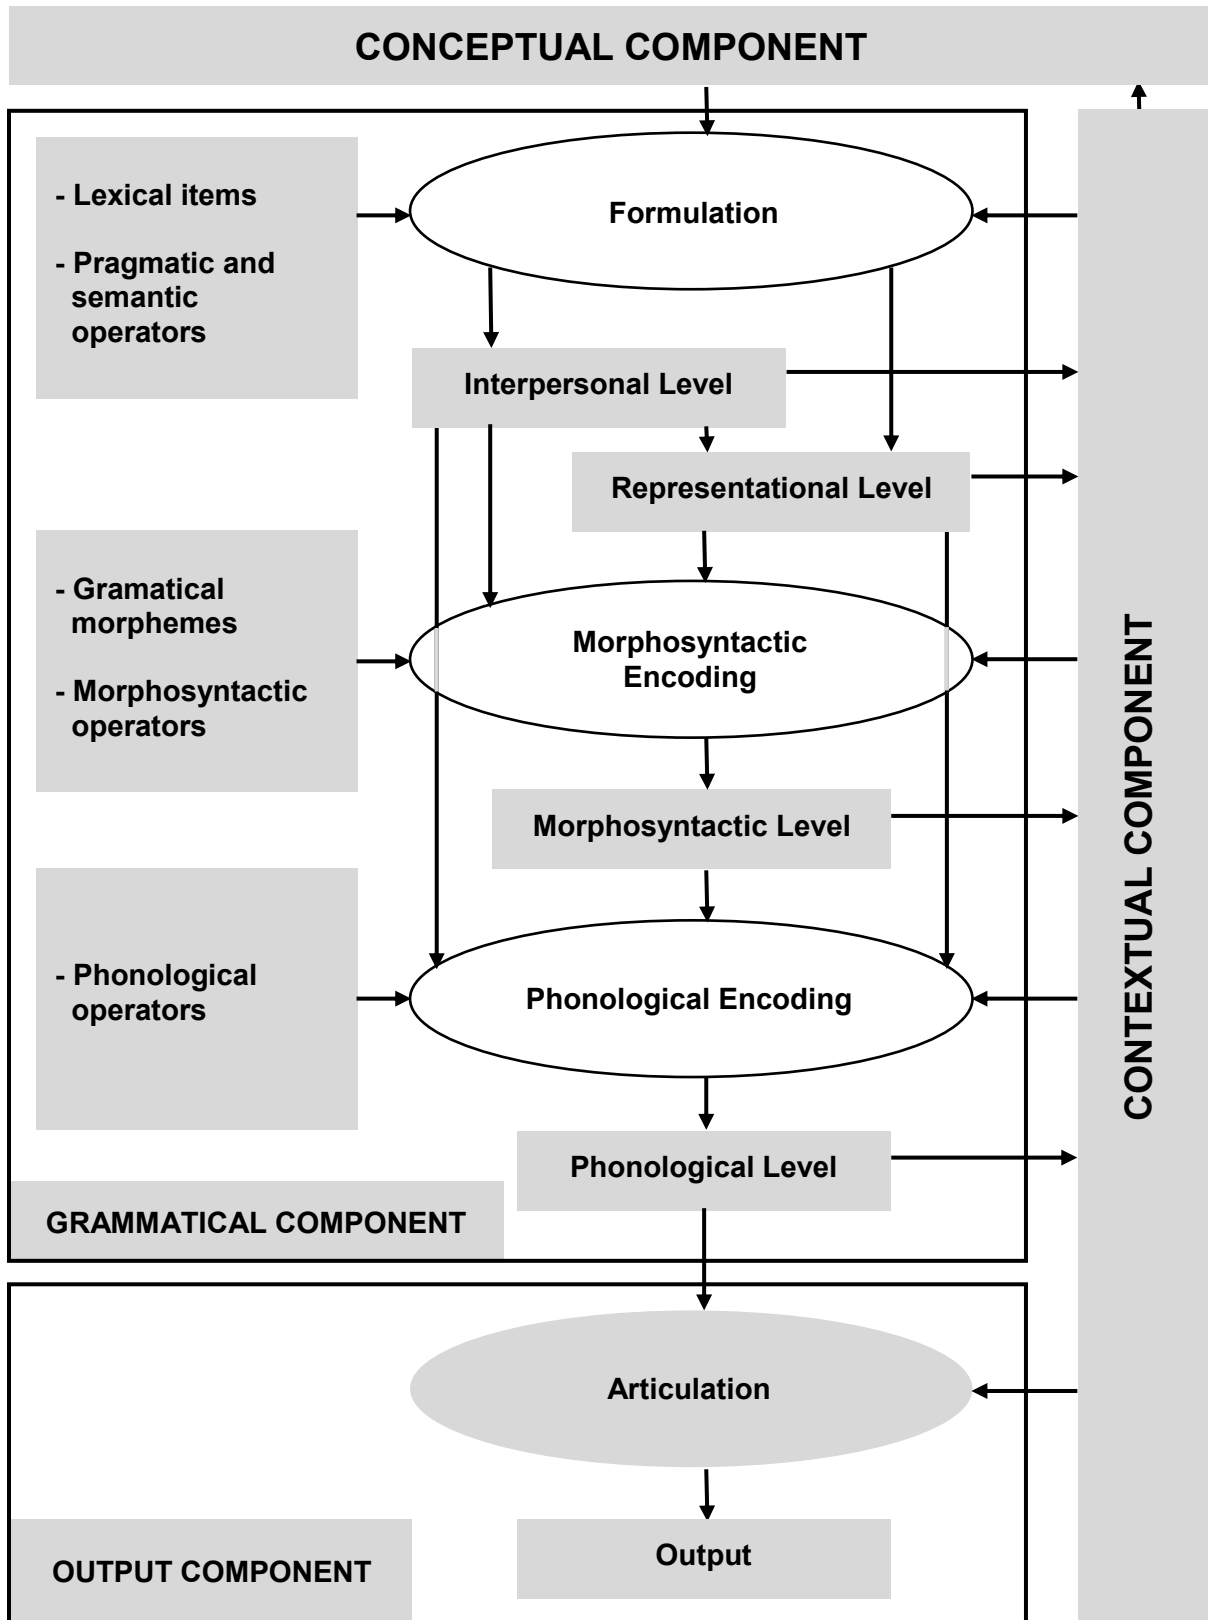 CONCEPTUAL COMPONENT
- Lexical items
- Pragmatic and
semantic
operators
Formulation
Interpersonal Level
Representational Level
- Gramatical
morphemes
- Morphosyntactic
operators
Morphosyntactic
Encoding
Morphosyntactic Level
- Phonological
operators
Phonological Encoding
Phonological Level
GRAMMATICAL COMPONENT
CONTEXTUAL COMPONENT
Articulation
Output
OUTPUT COMPONENT